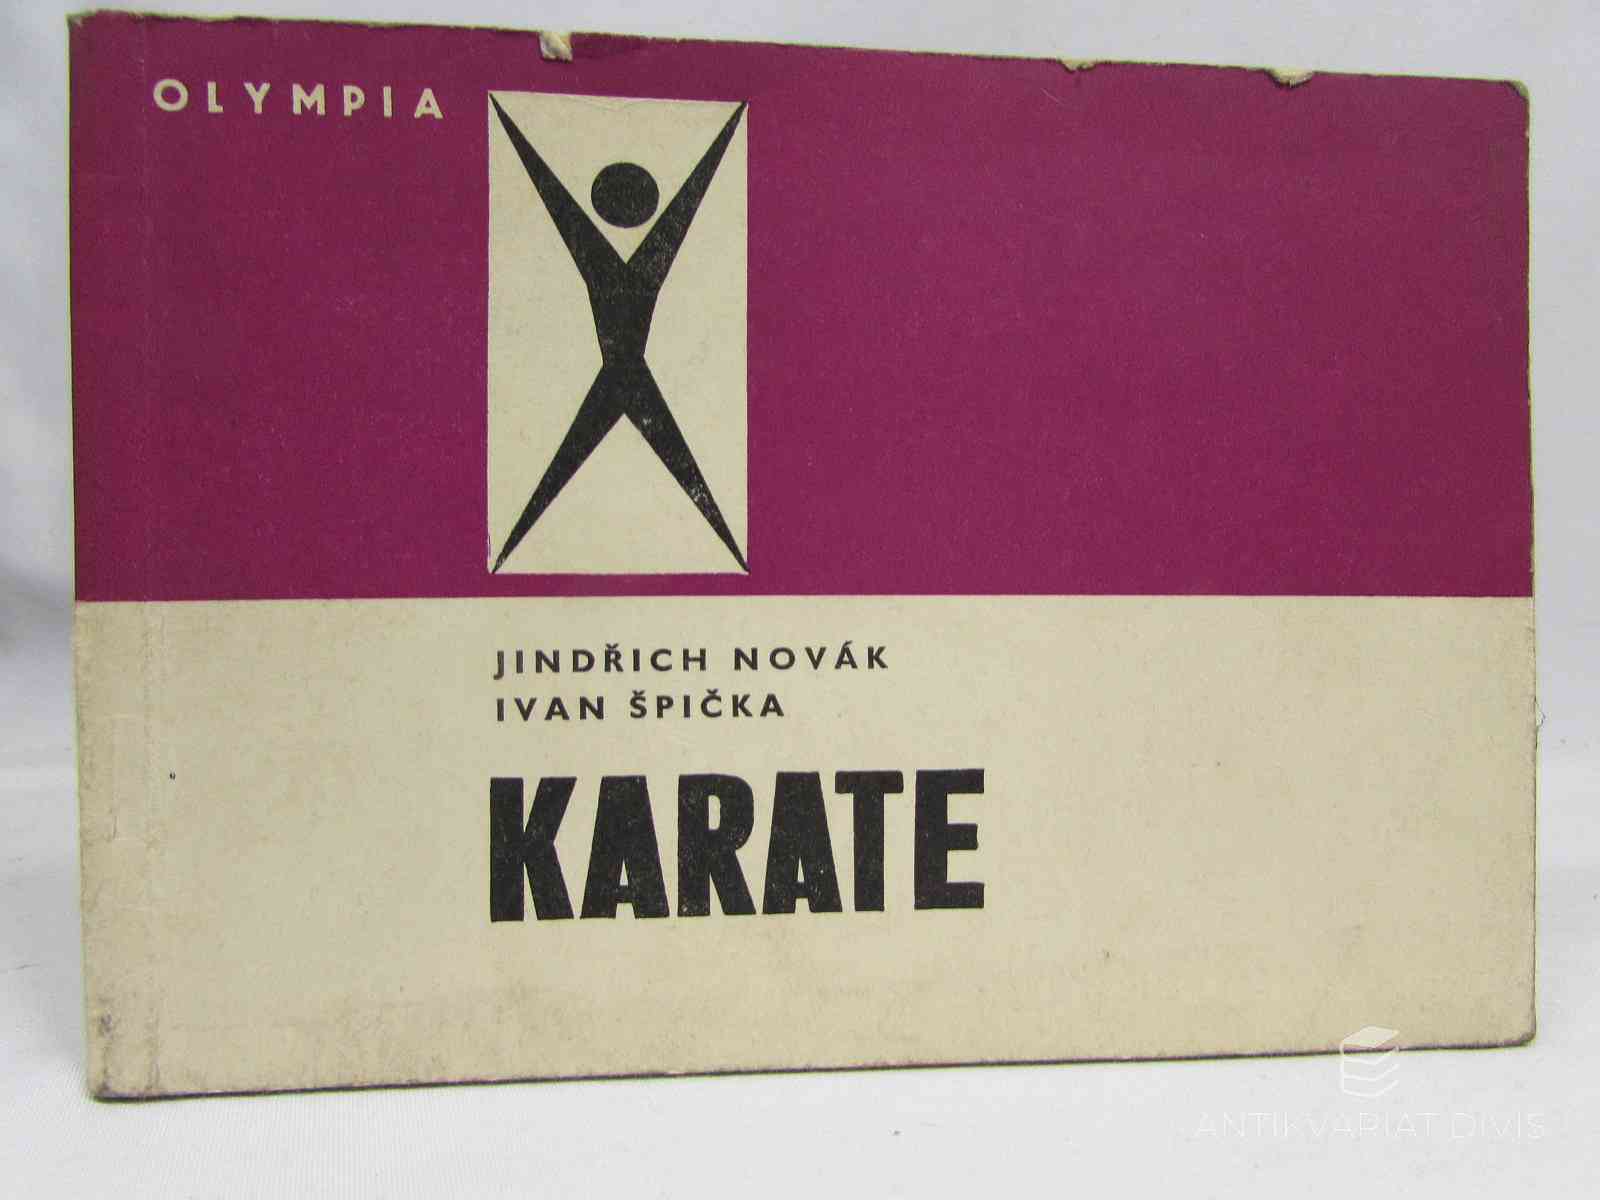 OLYMPIA
JINDŘICH NOVÁK
IVAN ŠPIČKA
KARATE
ANTIKVARIAT DIVIS